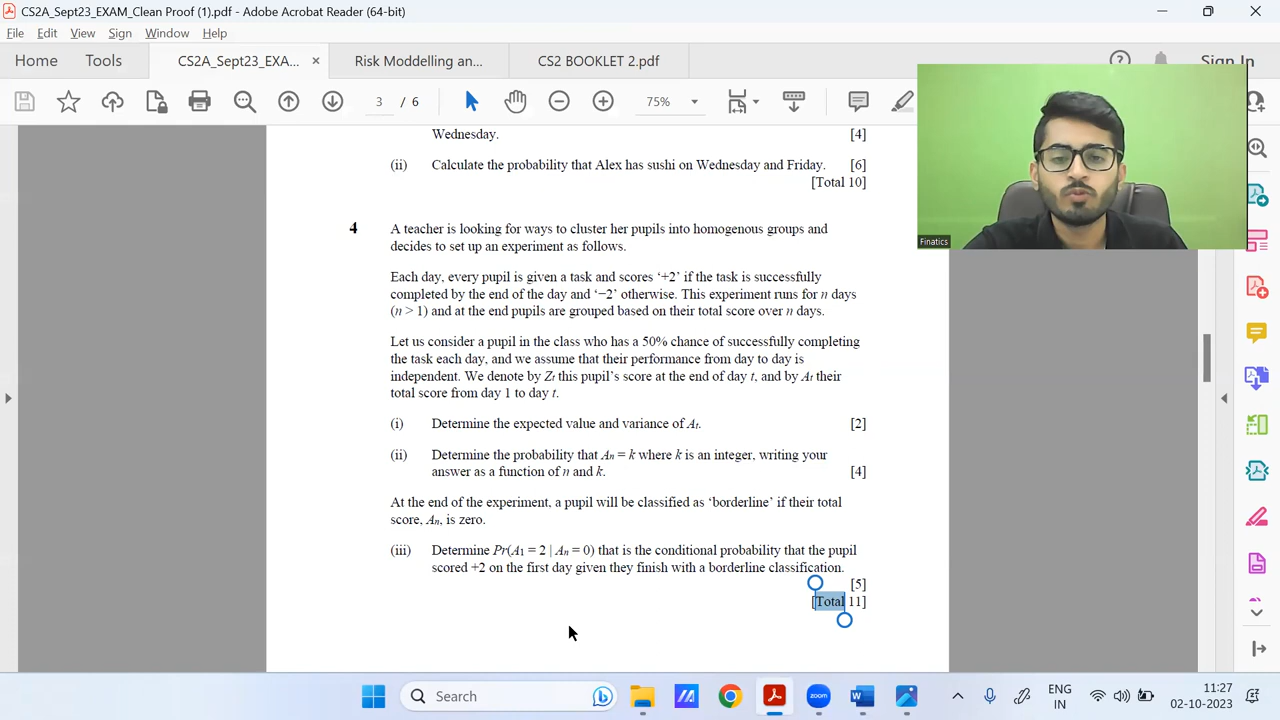 CS2A_Sept23_EXAM_Clean Proof (1).pdf - Adobe Acrobat Reader (64-bit)
File Edit View Sign Window Help
Home Tools CS2A_Sept23_EXA... × Risk Moddelling an... CS2 BOOKLET 2.pdf Sign In
3 / 6 75%
Wednesday. [4]
(ii) Calculate the probability that Alex has sushi on Wednesday and Friday. [6]
[Total 10]
4 A teacher is looking for ways to cluster her pupils into homogenous groups and
decides to set up an experiment as follows.
Each day, every pupil is given a task and scores ‘+2’ if the task is successfully
completed by the end of the day and ‘−2’ otherwise. This experiment runs for n days
(n > 1) and at the end pupils are grouped based on their total score over n days.
Let us consider a pupil in the class who has a 50% chance of successfully completing
the task each day, and we assume that their performance from day to day is
independent. We denote by Zt this pupil’s score at the end of day t, and by At their
total score from day 1 to day t.
(i) Determine the expected value and variance of At. [2]
(ii) Determine the probability that An = k where k is an integer, writing your
answer as a function of n and k. [4]
At the end of the experiment, a pupil will be classified as ‘borderline’ if their total
score, An, is zero.
(iii) Determine Pr(A1 = 2 | An = 0) that is the conditional probability that the pupil
scored +2 on the first day given they finish with a borderline classification.
[5]
[Total 11]
Finatics
Search
zoom
ENG
IN
11:27
02-10-2023